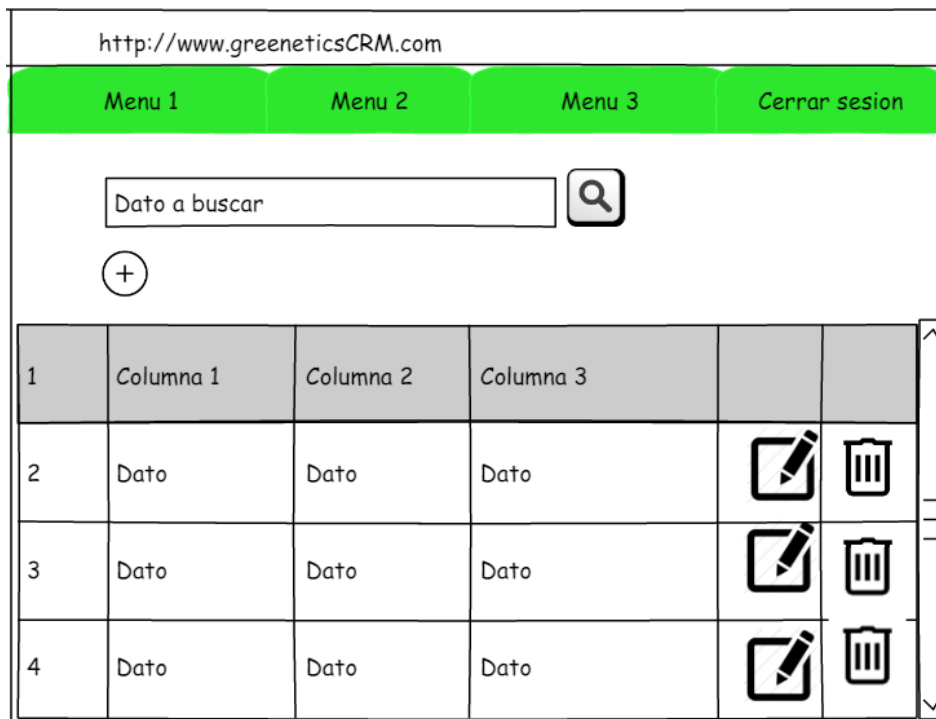 http://www.greeneticsCRM.com
Menu 1 Menu 2 Menu 3 Cerrar sesion
Dato a buscar
+
1 Columna 1 Columna 2 Columna 3
2 Dato Dato Dato
3 Dato Dato Dato
4 Dato Dato Dato